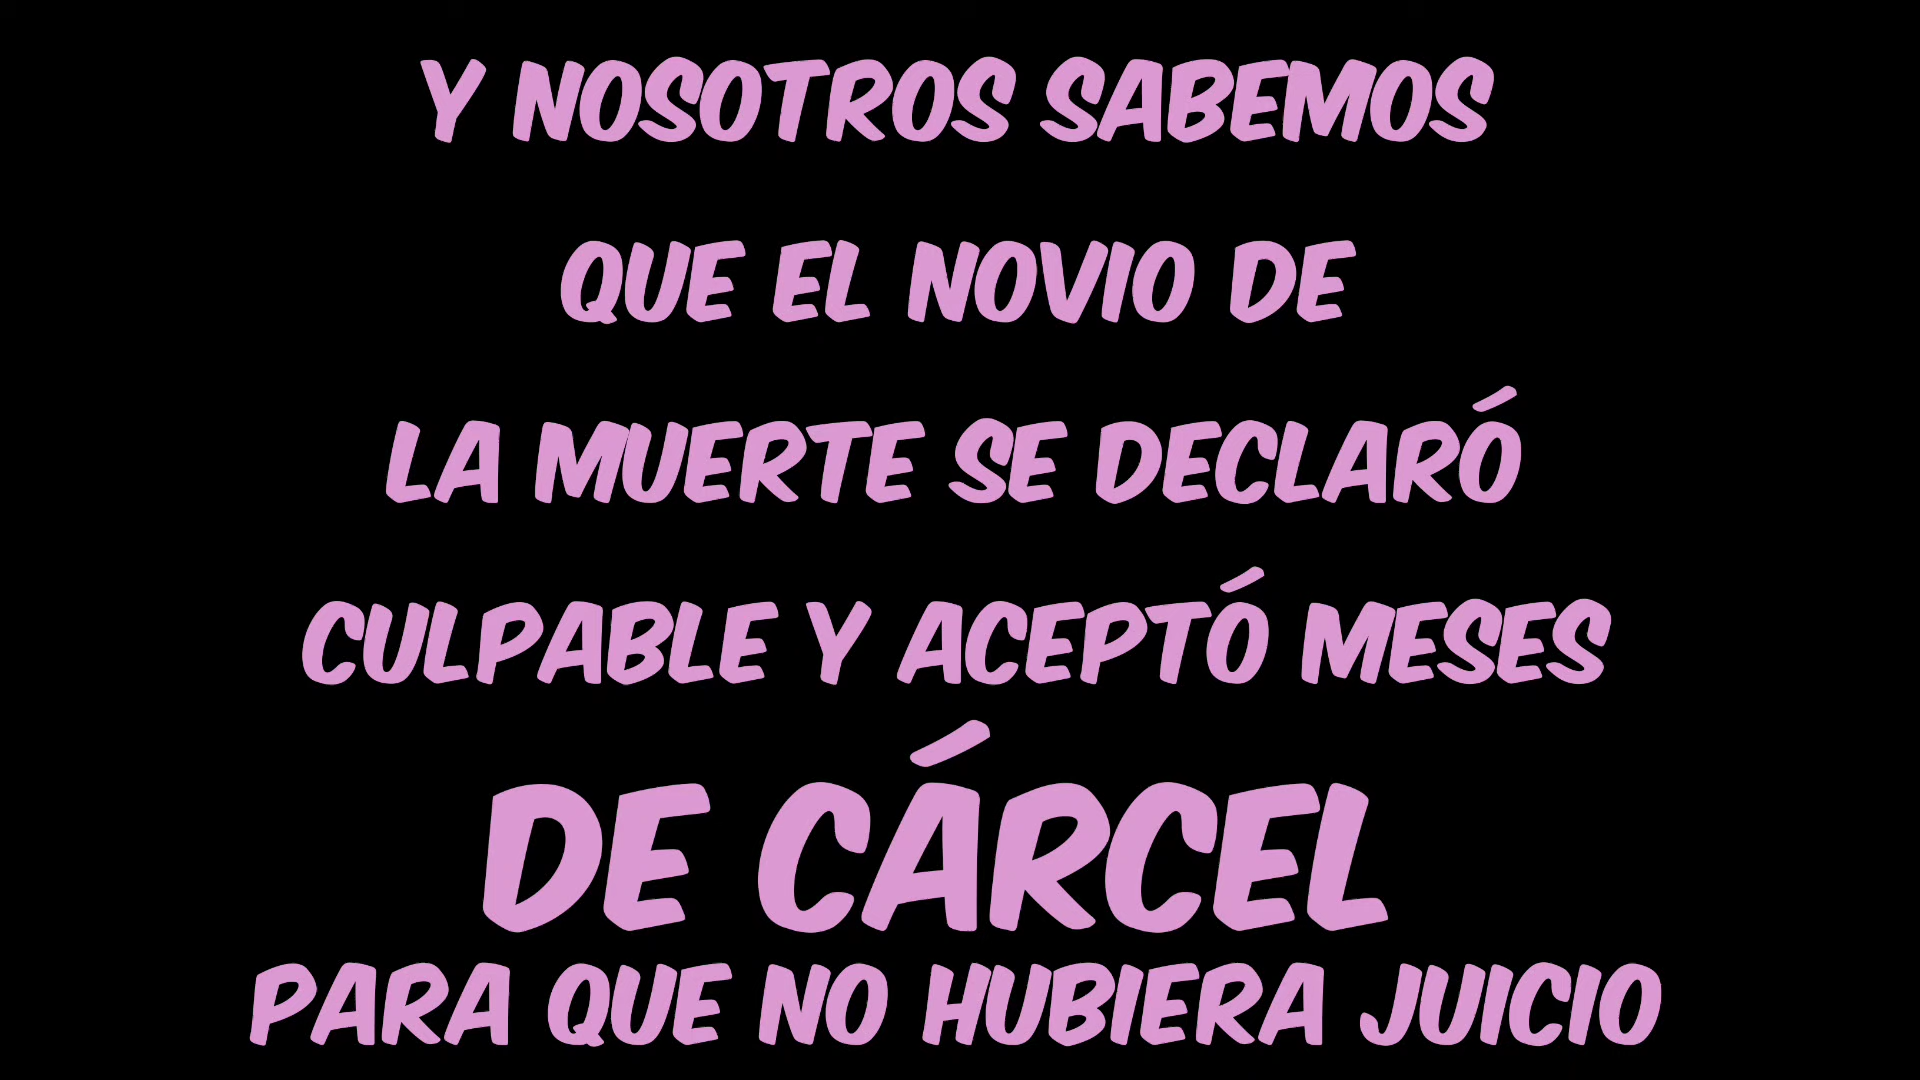 Y NOSOTROS SABEMOS
QUE EL NOVIO DE
LA MUERTE SE DECLARÓ
CULPABLE Y ACEPTÓ MESES
DE CÁRCEL
PARA QUE NO HUBIERA JUICIO